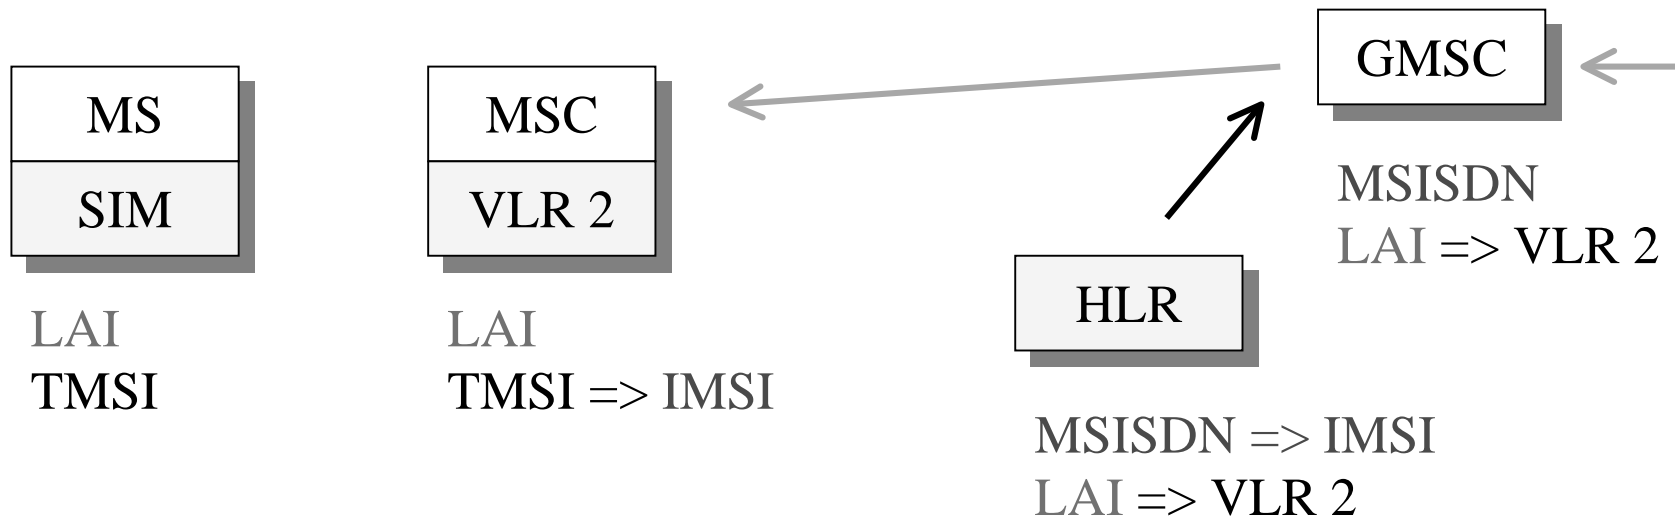 GMSC
MS
MSC
SIM
VLR 2
MSISDN
LAI => VLR 2
HLR
LAI
TMSI
LAI
TMSI => IMSI
MSISDN => IMSI
LAI => VLR 2